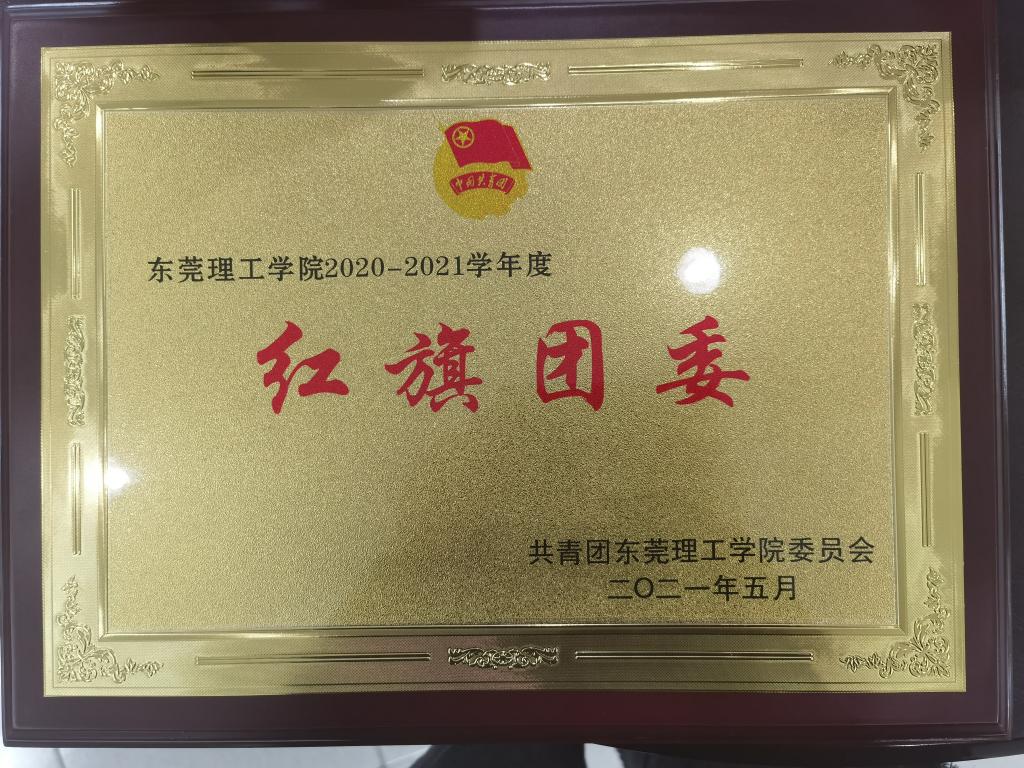 中国共青团
东莞理工学院2020-2021学年度
红旗团委
共青团东莞理工学院委员会
二〇二一年五月